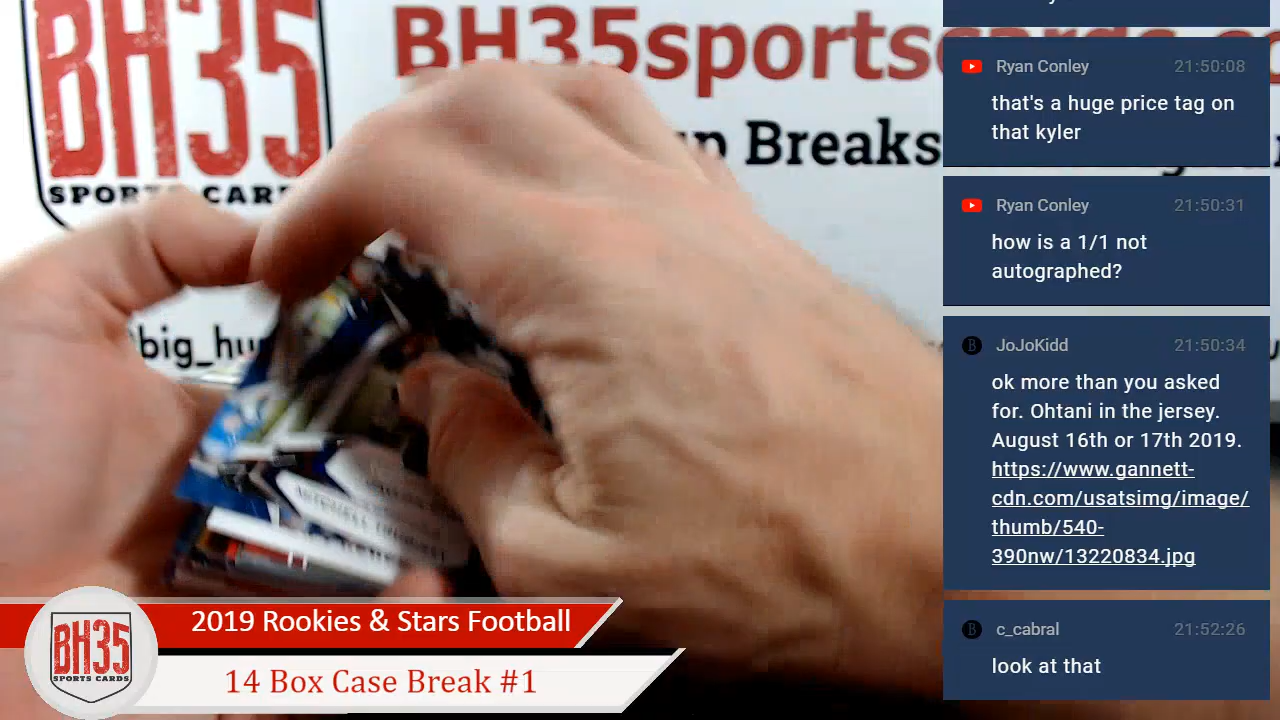 BH35
SPORTS CARDS
BH35sportsc
p Breaks
big_hu
Ryan Conley 21:50:08
that's a huge price tag on
that kyler
Ryan Conley 21:50:31
how is a 1/1 not
autographed?
JoJoKidd 21:50:34
ok more than you asked
for. Ohtani in the jersey.
August 16th or 17th 2019.
https://www.gannett-
cdn.com/usatsimg/image/
thumb/540-
390nw/13220834.jpg
c_cabral 21:52:26
look at that
BH35
SPORTS CARDS
2019 Rookies & Stars Football
14 Box Case Break #1